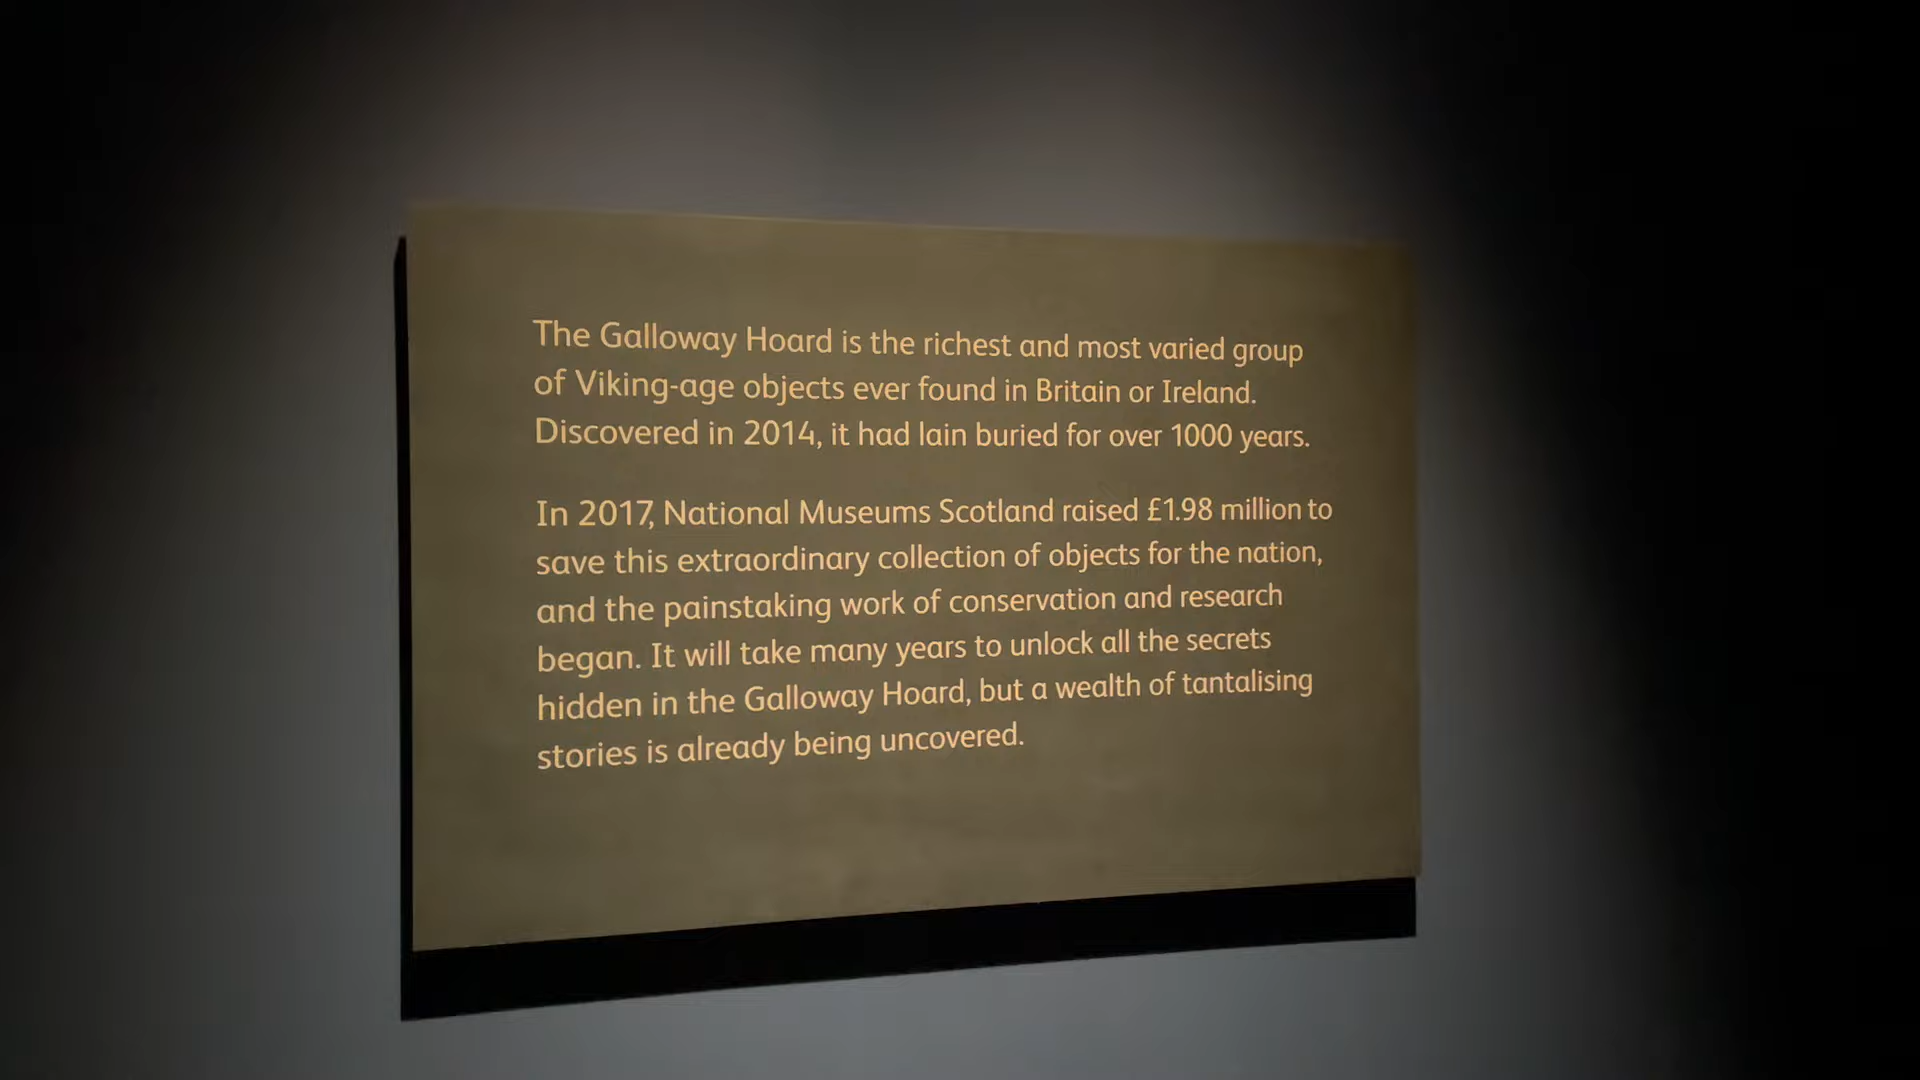 The Galloway Hoard is the richest and most varied group
of Viking-age objects ever found in Britain or Ireland.
Discovered in 2014, it had lain buried for over 1000 years.
In 2017, National Museums Scotland raised £1.98 million to
save this extraordinary collection of objects for the nation,
and the painstaking work of conservation and research
began. It will take many years to unlock all the secrets
hidden in the Galloway Hoard, but a wealth of tantalising
stories is already being uncovered.